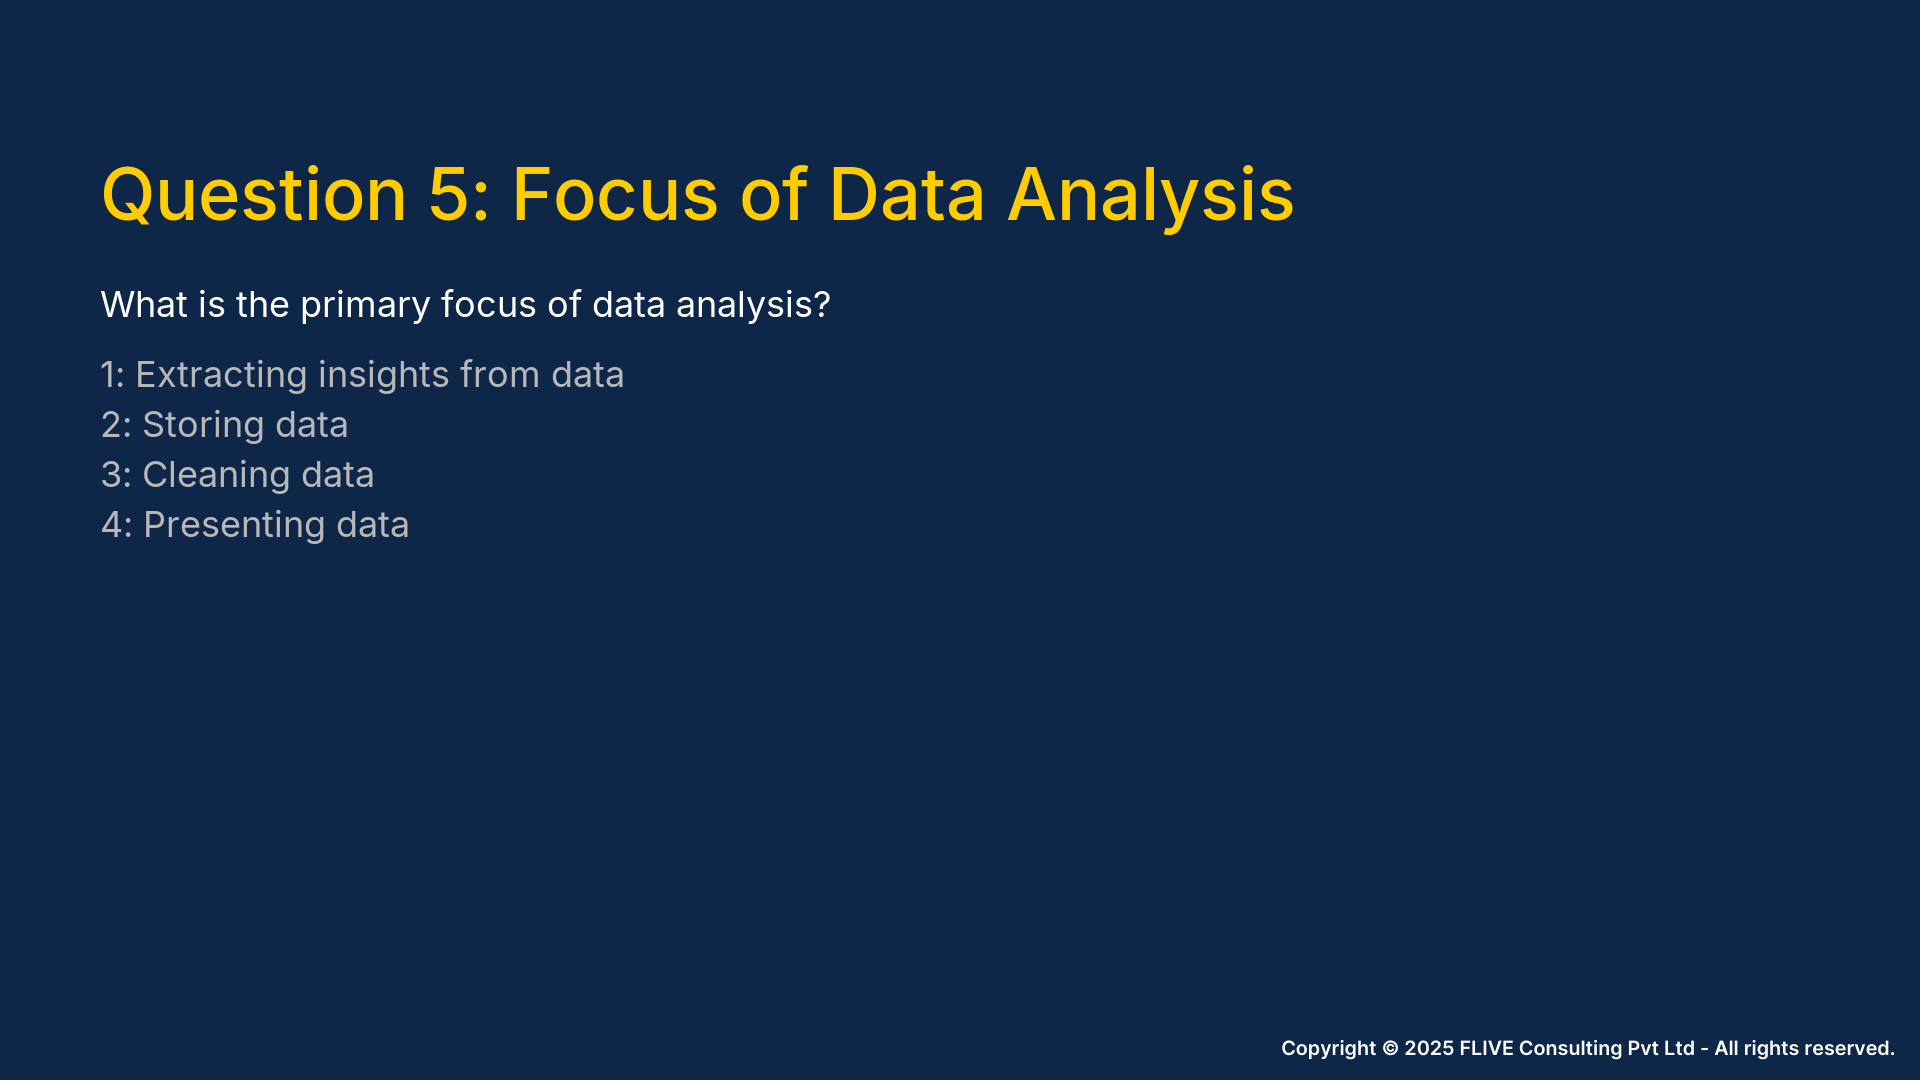 Question 5: Focus of Data Analysis
What is the primary focus of data analysis?
1: Extracting insights from data
2: Storing data
3: Cleaning data
4: Presenting data
Copyright © 2025 FLIVE Consulting Pvt Ltd - All rights reserved.